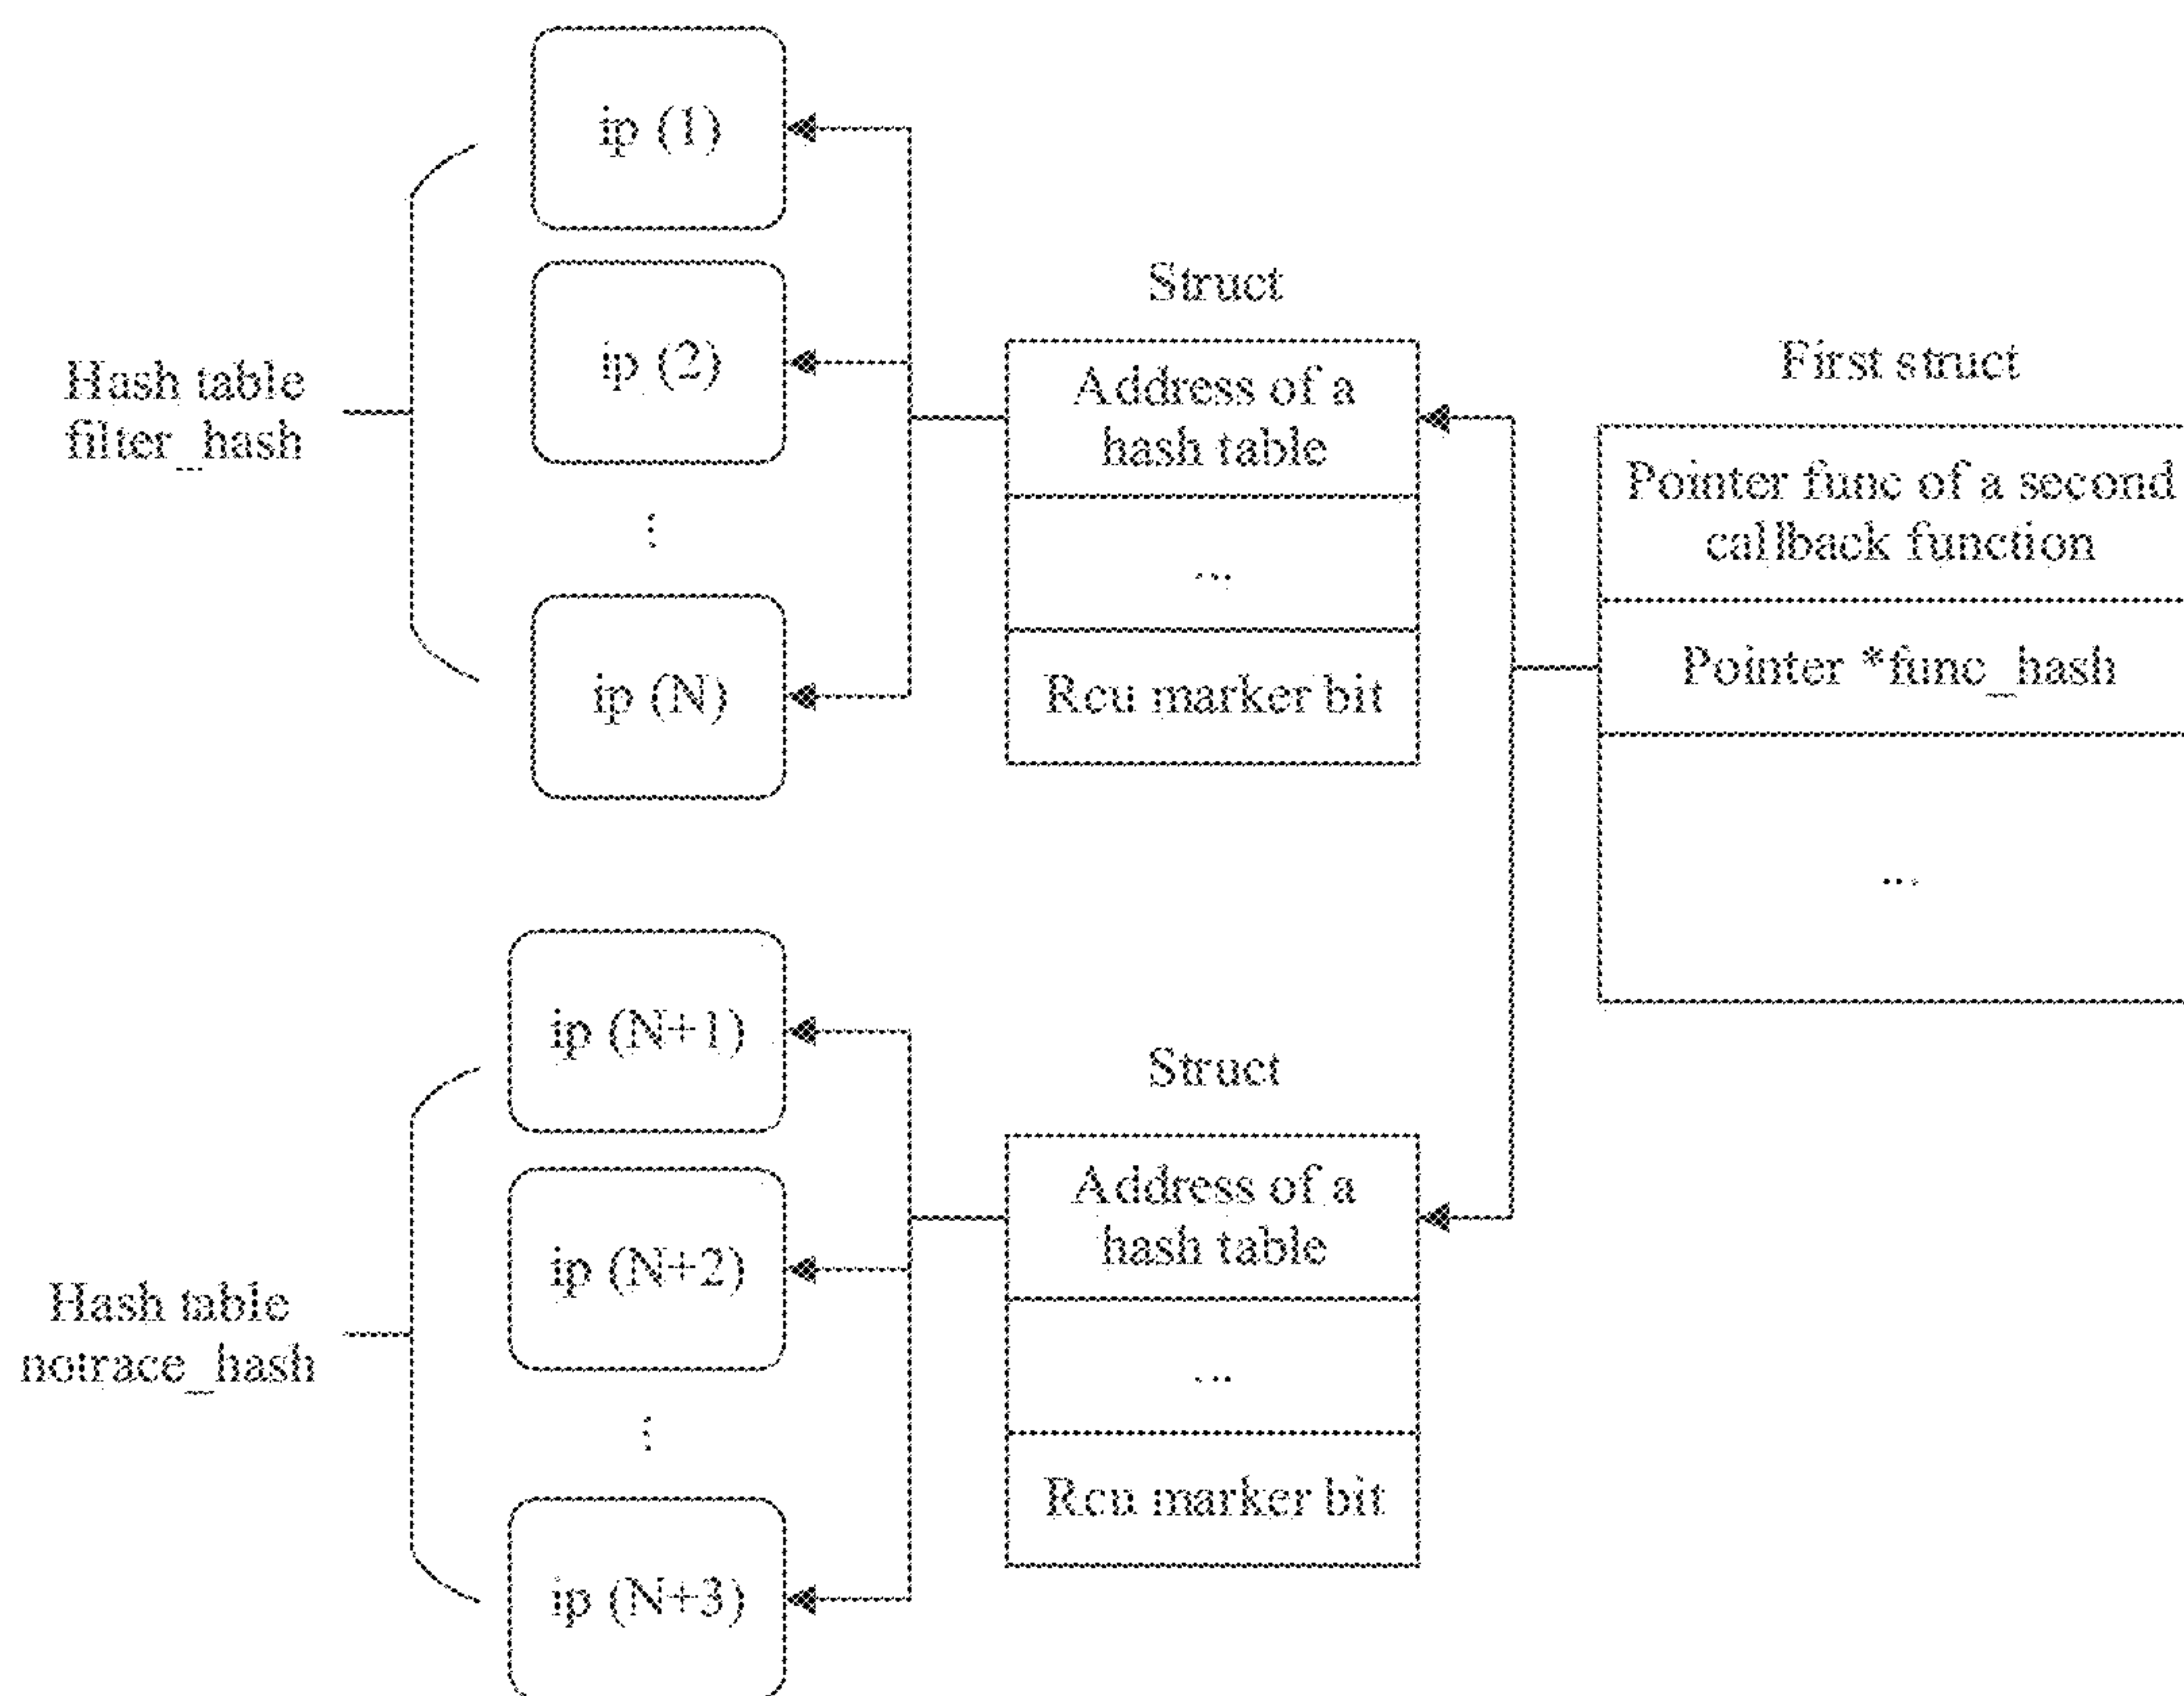 ip (1)
ip (2)
⋮
ip (N)
Hash table
filter_hash
Struct
Address of a
hash table
...
Rcu marker bit
First struct
Pointer func of a second
callback function
Pointer *func_hash
...
ip (N+1)
ip (N+2)
⋮
ip (N+3)
Hash table
notrace_hash
Struct
Address of a
hash table
...
Rcu marker bit